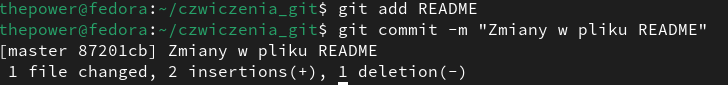 thepower@fedora:~/czwiczenia_git$ git add README
thepower@fedora:~/czwiczenia_git$ git commit -m "Zmiany w pliku README"
[master 87201cb] Zmiany w pliku README
 1 file changed, 2 insertions(+), 1 deletion(-)